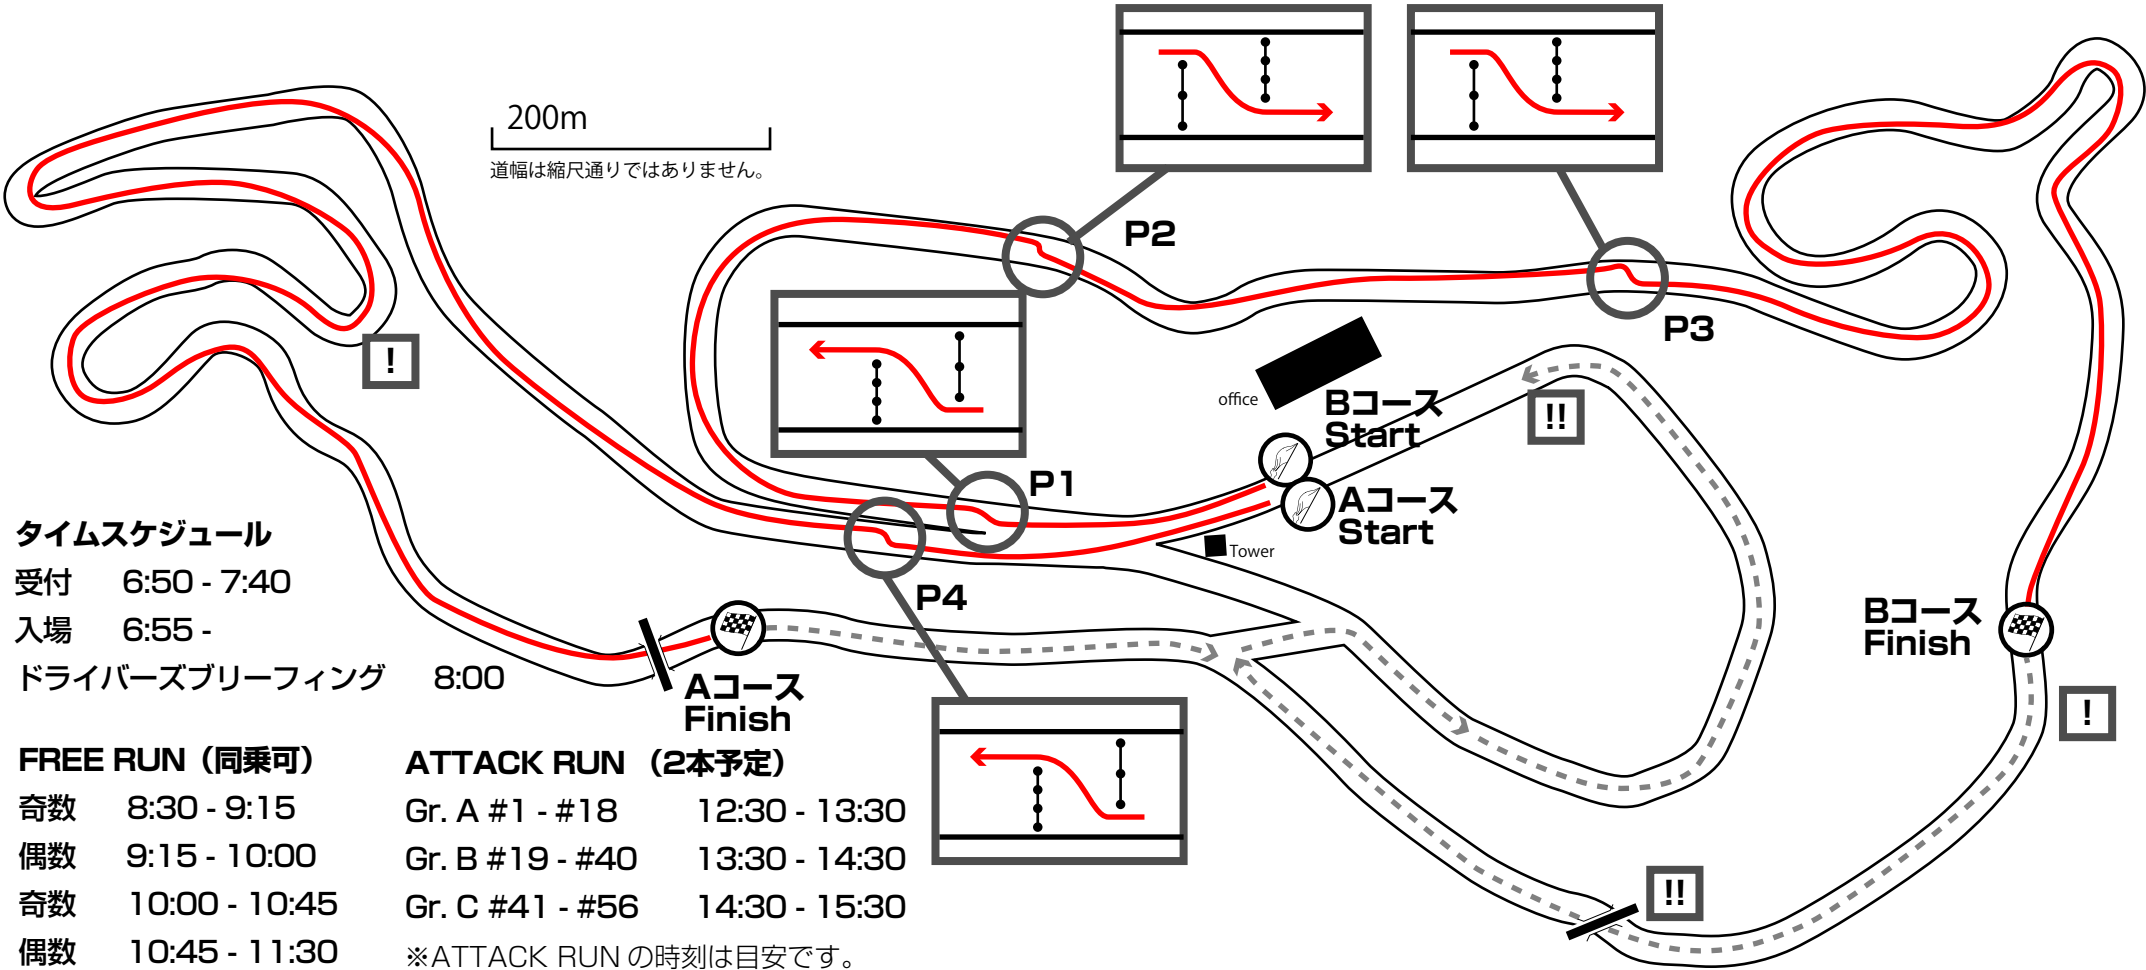 200m
道幅は縮尺通りではありません。
P2
P3
!
office
Bコース
Start
!!
P1
Aコース
Start
Tower
タイムスケジュール
受付 6:50 - 7:40
入場 6:55 -
ドライバーズブリーフィング 8:00
P4
Bコース
Finish
Aコース
Finish
!
FREE RUN（同乗可）
奇数 8:30 - 9:15
偶数 9:15 - 10:00
奇数 10:00 - 10:45
偶数 10:45 - 11:30
ATTACK RUN （2本予定）
Gr. A #1 - #18 12:30 - 13:30
Gr. B #19 - #40 13:30 - 14:30
Gr. C #41 - #56 14:30 - 15:30
※ATTACK RUN の時刻は目安です。
!!